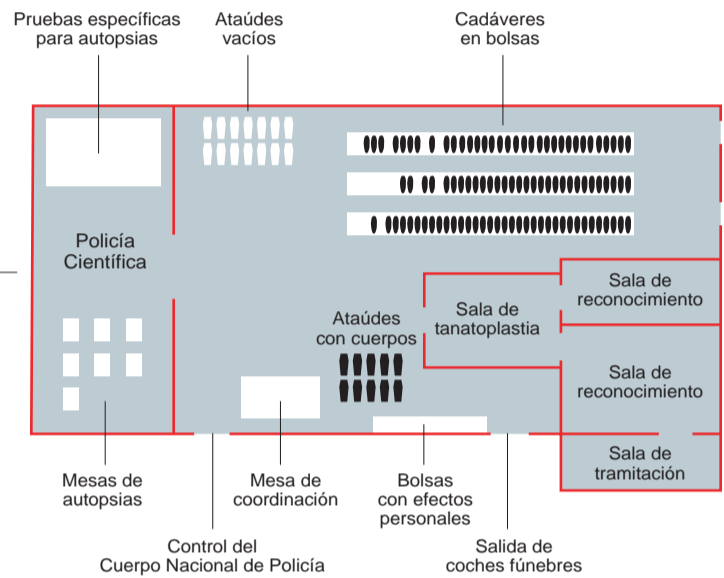 Pruebas específicas
para autopsias
Ataúdes
vacíos
Cadáveres
en bolsas
Policía
Científica
Ataúdes
con cuerpos
Sala de
tanatoplastia
Sala de
reconocimiento
Sala de
reconocimiento
Sala de
tramitación
Mesas de
autopsias
Mesa de
coordinación
Bolsas
con efectos
personales
Control del
Cuerpo Nacional de Policía
Salida de
coches fúnebres